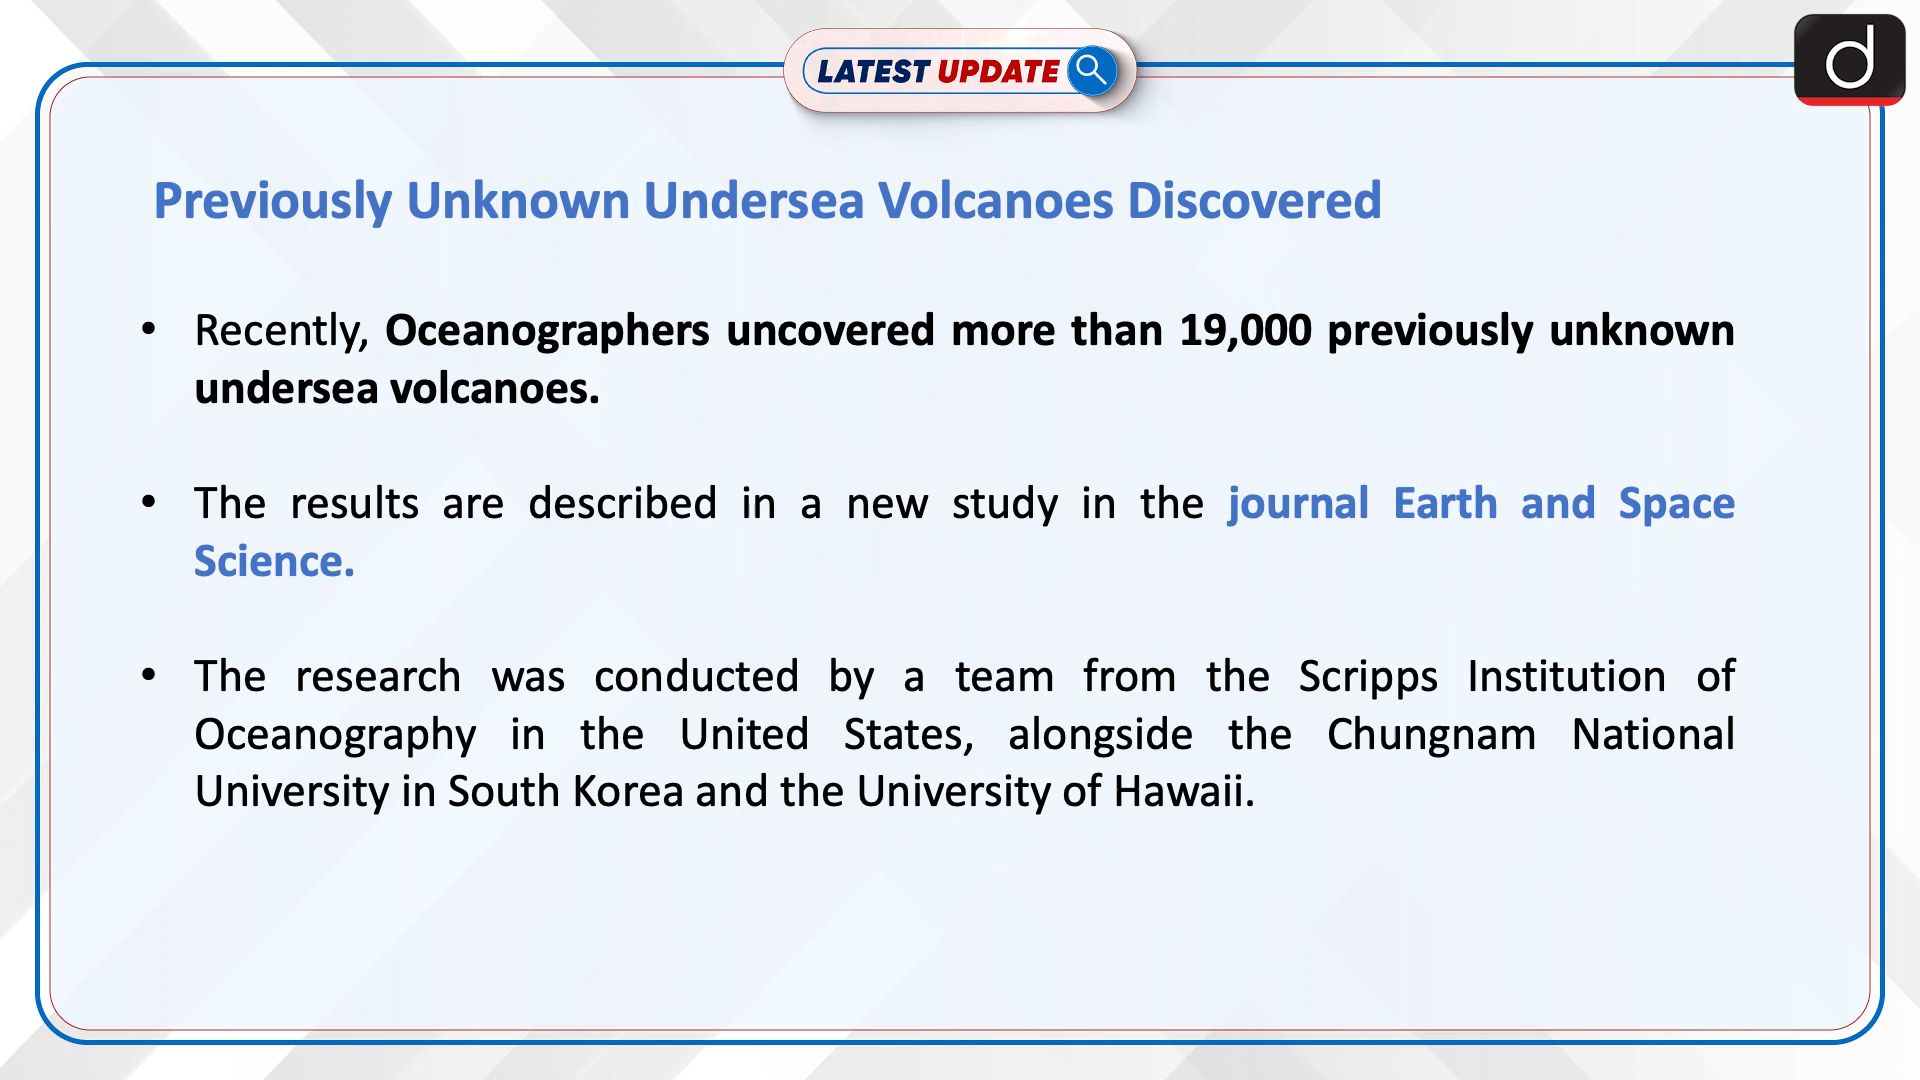 LATEST UPDATE
d
Previously Unknown Undersea Volcanoes Discovered
• Recently, Oceanographers uncovered more than 19,000 previously unknown
undersea volcanoes.
• The results are described in a new study in the journal Earth and Space
Science.
• The research was conducted by a team from the Scripps Institution of
Oceanography in the United States, alongside the Chungnam National
University in South Korea and the University of Hawaii.